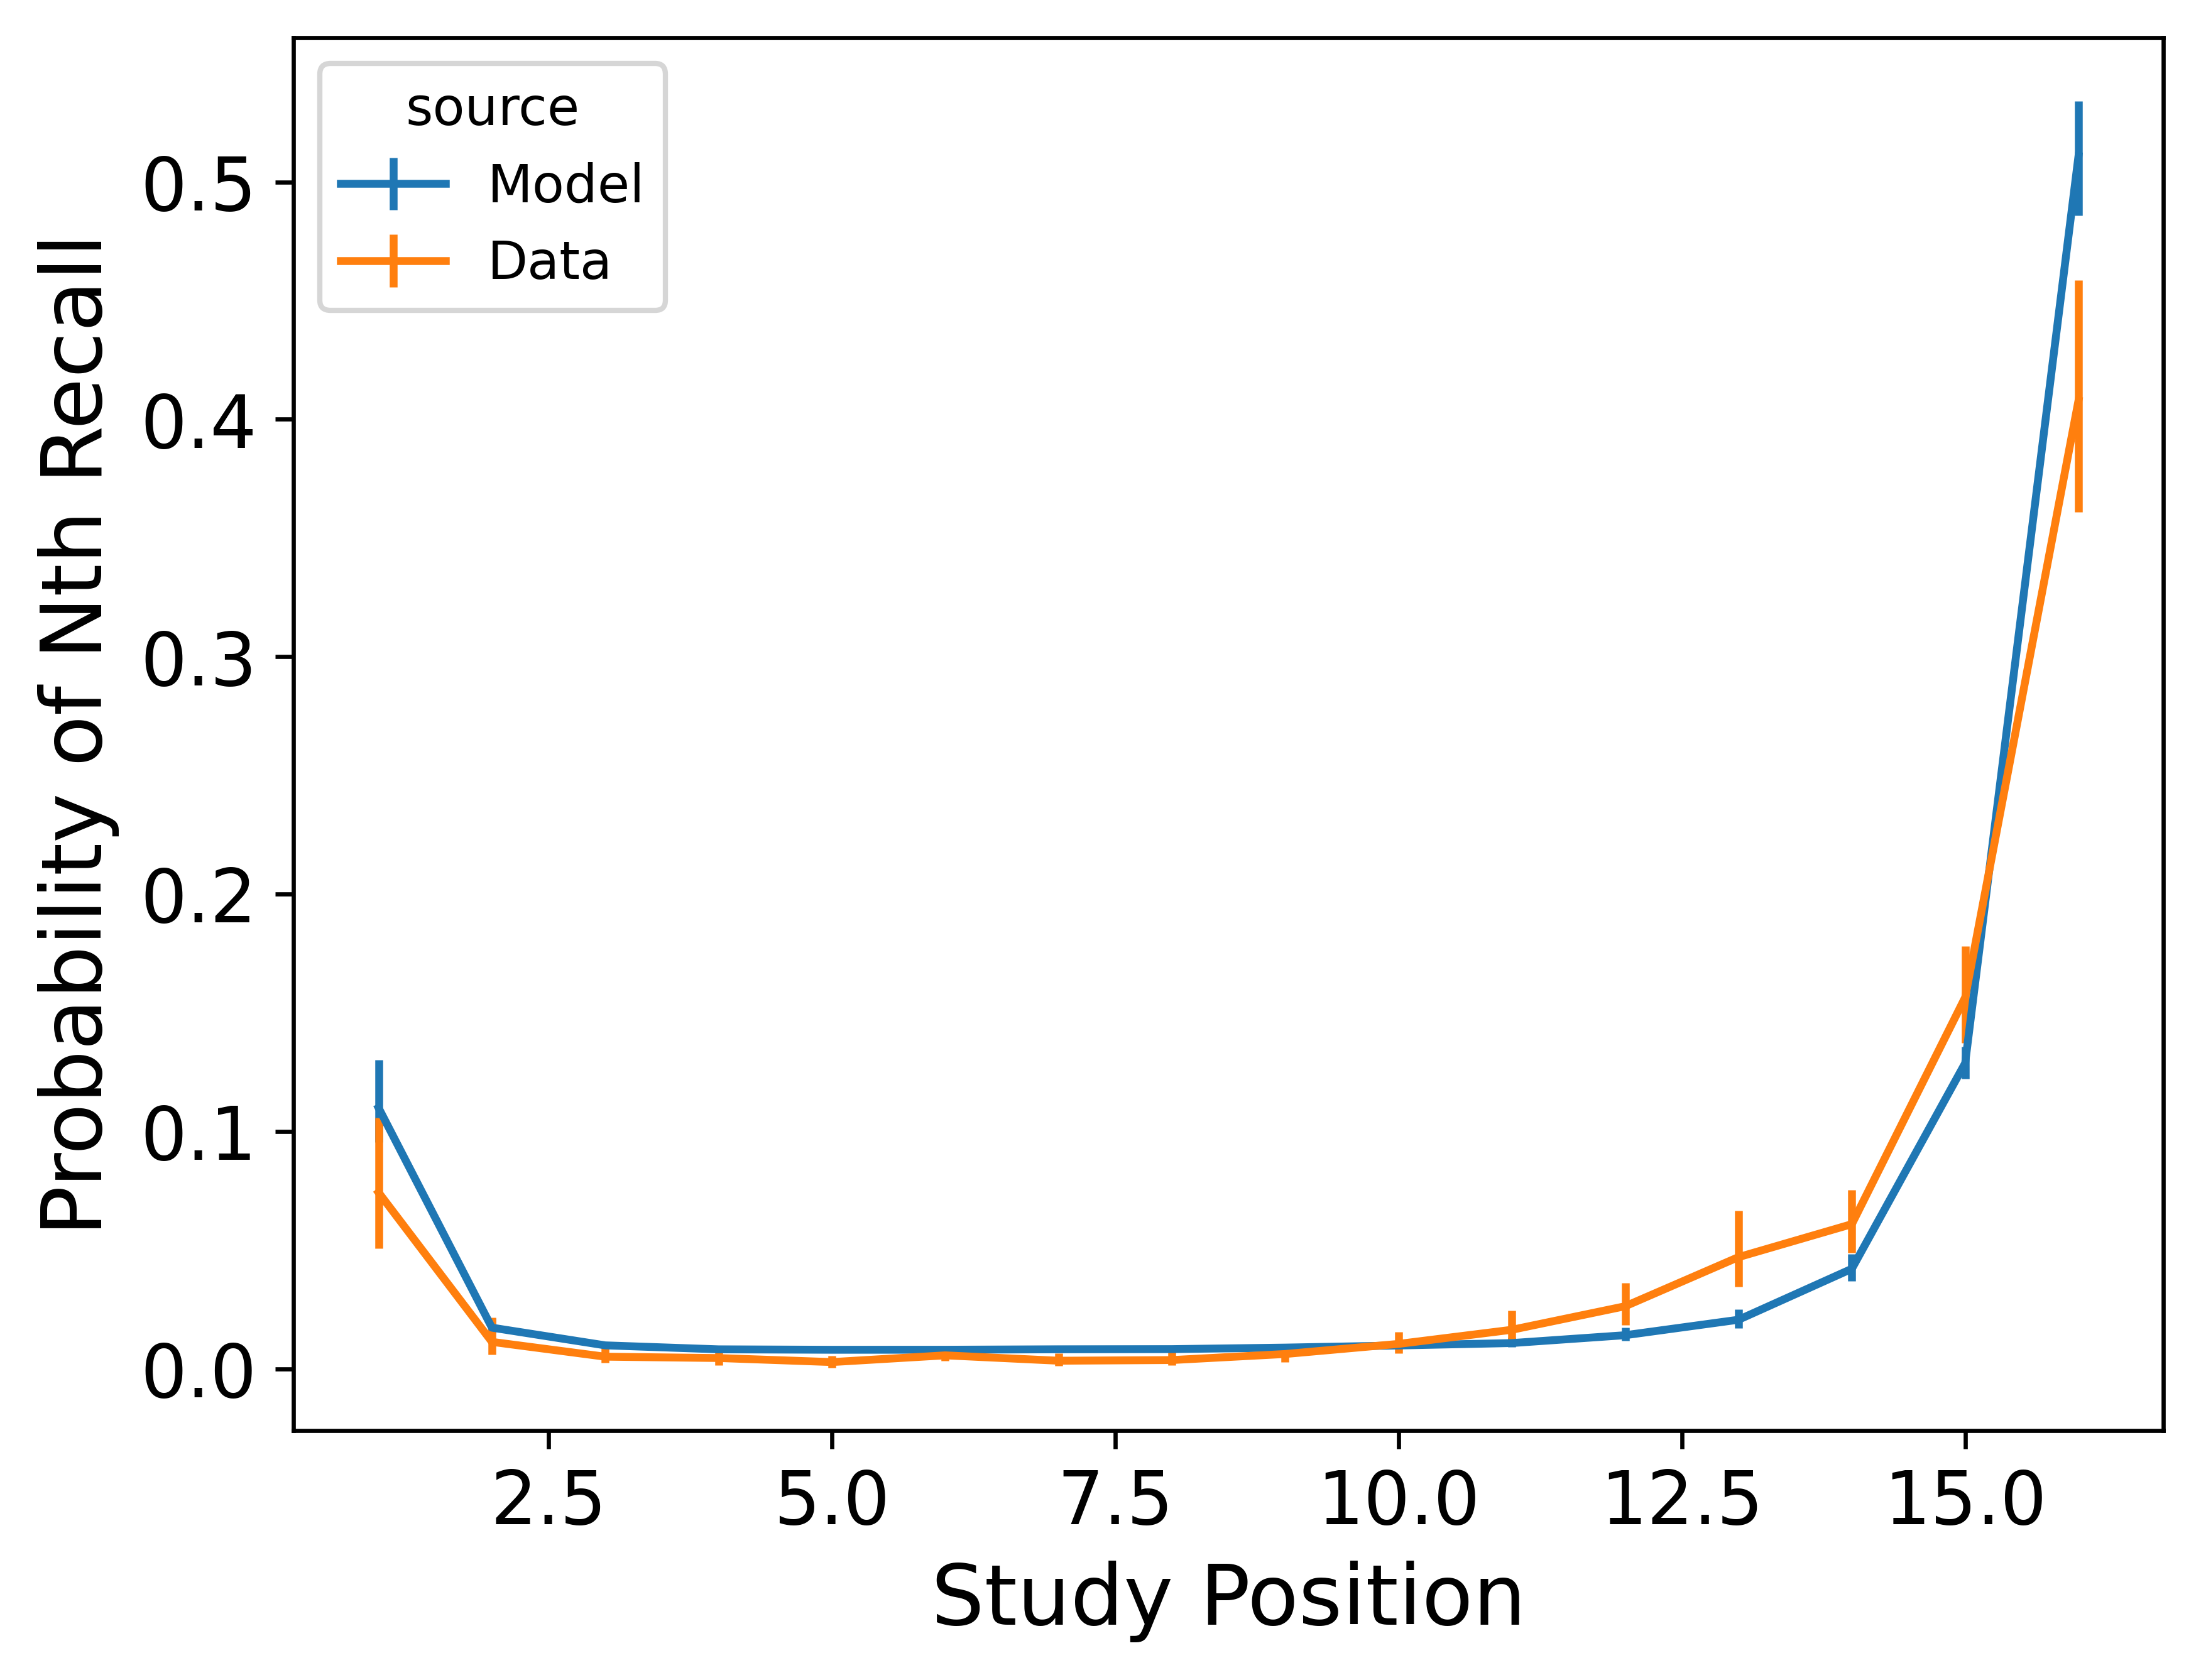 source
Model
Data
Probability of Nth Recall
0.5
0.4
0.3
0.2
0.1
0.0
2.5 5.0 7.5 10.0 12.5 15.0
Study Position